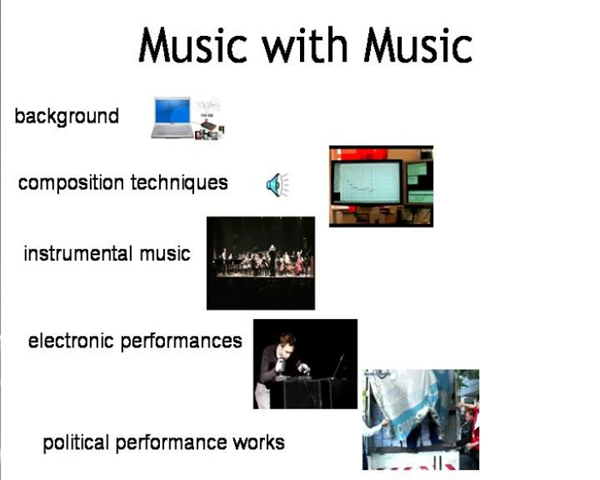 Music with Music
background
composition techniques
instrumental music
electronic performances
political performance works